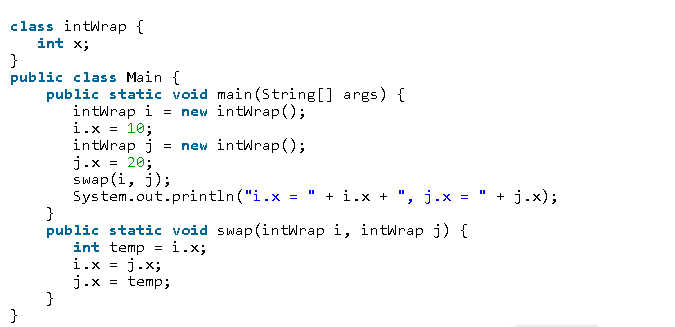 class intWrap {
   int x;
}
public class Main {
    public static void main(String[] args) {
       intWrap i = new intWrap();
       i.x = 10;
       intWrap j = new intWrap();
       j.x = 20;
       swap(i, j);
       System.out.println("i.x = " + i.x + ", j.x = " + j.x);
    }
    public static void swap(intWrap i, intWrap j) {
       int temp = i.x;
       i.x = j.x;
       j.x = temp;
    }
}